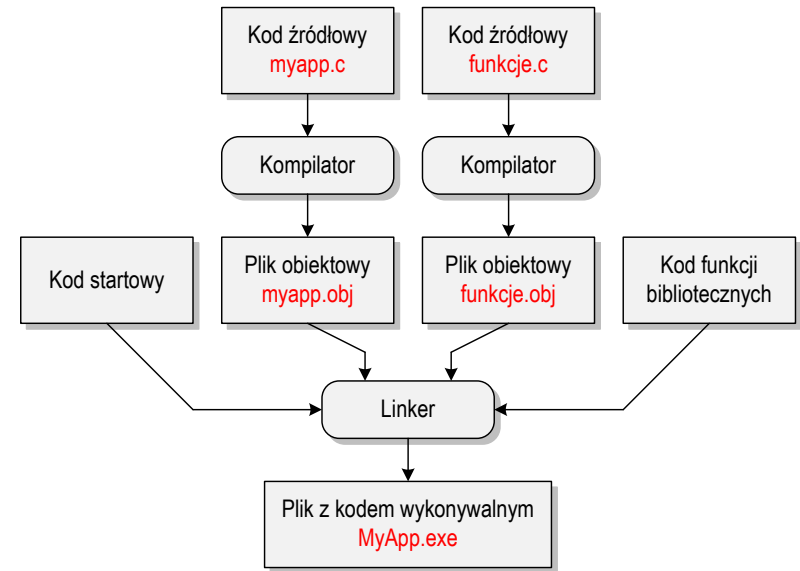 Kod źródłowy
myapp.c
Kod źródłowy
funkcje.c
Kompilator
Kompilator
Kod startowy
Plik obiektowy
myapp.obj
Plik obiektowy
funkcje.obj
Kod funkcji
bibliotecznych
Linker
Plik z kodem wykonywalnym
MyApp.exe